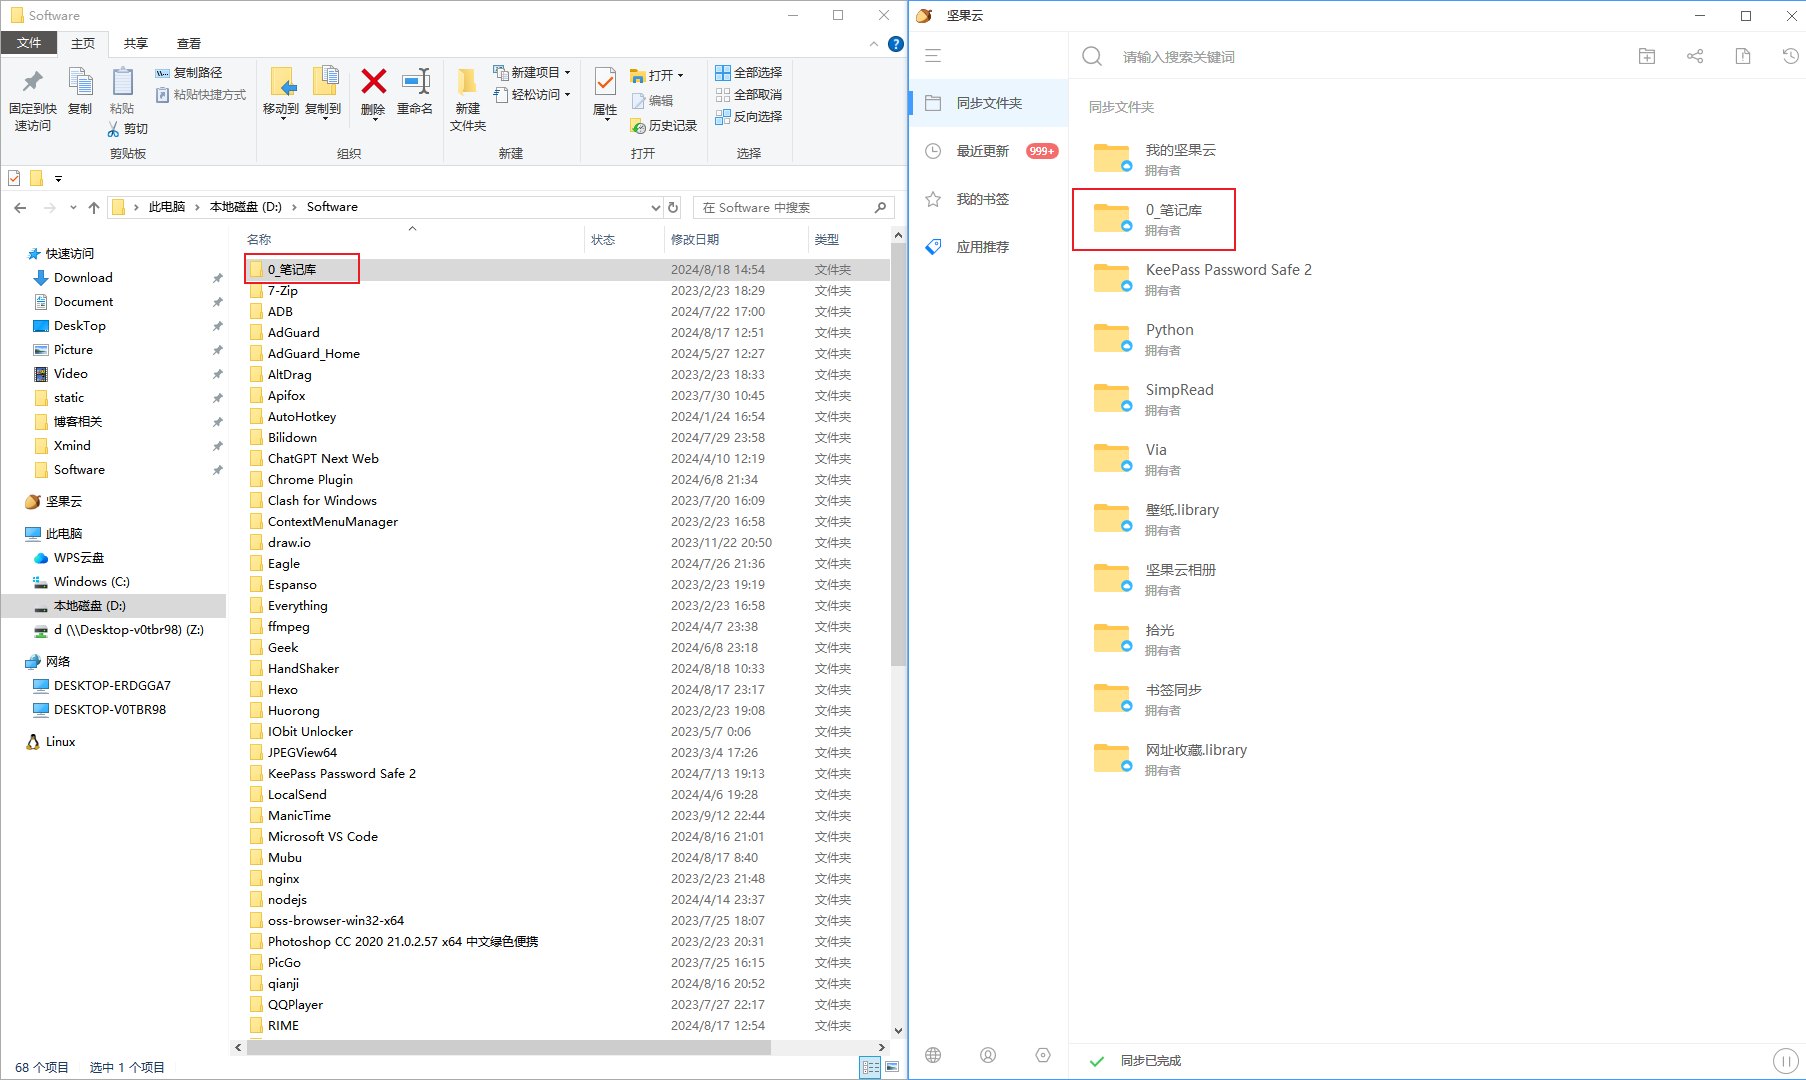 Software
文件 主页 共享 查看
固定到快速访问
复制
粘贴
复制路径
粘贴快捷方式
剪切
剪贴板
移动到
复制到
删除
重命名
组织
新建文件夹
新建项目
轻松访问
新建
属性
打开
编辑
历史记录
打开
全部选择
全部取消
反向选择
选择
此电脑 › 本地磁盘 (D:) › Software
在 Software 中搜索
快速访问
Download
Document
DeskTop
Picture
Video
static
博客相关
Xmind
Software
坚果云
此电脑
WPS云盘
Windows (C:)
本地磁盘 (D:)
d (\\Desktop-v0tbr98) (Z:)
网络
DESKTOP-ERDGGA7
DESKTOP-V0TBR98
Linux
名称 状态 修改日期 类型
0_笔记库 2024/8/18 14:54 文件夹
7-Zip 2023/2/23 18:29 文件夹
ADB 2024/7/22 17:00 文件夹
AdGuard 2024/8/17 12:51 文件夹
AdGuard_Home 2024/5/27 12:27 文件夹
AltDrag 2023/2/23 18:33 文件夹
Apifox 2023/7/30 10:45 文件夹
AutoHotkey 2024/1/24 16:54 文件夹
Bilidown 2024/7/29 23:58 文件夹
ChatGPT Next Web 2024/4/10 12:19 文件夹
Chrome Plugin 2024/6/8 21:34 文件夹
Clash for Windows 2023/7/20 16:09 文件夹
ContextMenuManager 2023/2/23 16:58 文件夹
draw.io 2023/11/22 20:50 文件夹
Eagle 2024/7/26 21:36 文件夹
Espanso 2023/2/23 19:19 文件夹
Everything 2023/2/23 16:58 文件夹
ffmpeg 2024/4/7 23:38 文件夹
Geek 2024/6/8 23:18 文件夹
HandShaker 2024/8/18 10:33 文件夹
Hexo 2024/8/17 23:17 文件夹
Huorong 2023/2/23 19:08 文件夹
IObit Unlocker 2023/5/7 0:06 文件夹
JPEGView64 2023/3/4 17:26 文件夹
KeePass Password Safe 2 2024/7/13 19:13 文件夹
LocalSend 2024/4/6 19:28 文件夹
ManicTime 2023/9/12 22:44 文件夹
Microsoft VS Code 2024/8/16 21:01 文件夹
Mubu 2024/8/17 8:40 文件夹
nginx 2023/2/23 21:48 文件夹
nodejs 2024/4/14 23:37 文件夹
oss-browser-win32-x64 2023/7/25 18:07 文件夹
Photoshop CC 2020 21.0.2.57 x64 中文绿色便携 2023/2/23 20:31 文件夹
PicGo 2023/7/25 16:15 文件夹
qianji 2024/8/16 20:52 文件夹
QQPlayer 2023/7/27 22:17 文件夹
RIME 2024/8/17 12:54 文件夹
68 个项目 选中 1 个项目
坚果云
请输入搜索关键词
同步文件夹
最近更新 999+
我的书签
应用推荐
同步文件夹
我的坚果云
拥有者
0_笔记库
拥有者
KeePass Password Safe 2
拥有者
Python
拥有者
SimpRead
拥有者
Via
拥有者
壁纸.library
拥有者
坚果云相册
拥有者
拾光
拥有者
书签同步
拥有者
网址收藏.library
拥有者
同步已完成